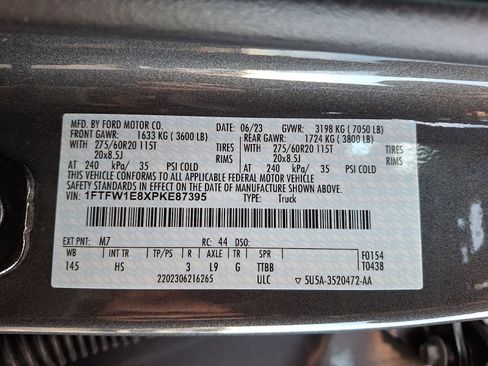 MFD. BY FORD MOTOR CO. 06/23 GVWR: 3198 KG (7050 LB)
FRONT GAWR: 1633 KG (3600 LB) REAR GAWR: 1724 KG (3800 LB)
WITH 275/60R20 115T TIRES WITH 275/60R20 115T TIRES
20x8.5J RIMS 20x8.5J RIMS
AT 240 kPa/ 35 PSI COLD AT 240 kPa/ 35 PSI COLD
THIS VEHICLE CONFORMS TO ALL APPLICABLE FEDERAL MOTOR VEHICLE
SAFETY STANDARDS IN EFFECT ON THE DATE OF MANUFACTURE SHOWN ABOVE.
VIN: 1FTFW1E8XPKE87395 TYPE: Truck
EXT PNT: M7 RC: 44 DSO:
WB INT TR TP/PS R AXLE TR SPR F0154
145 HS 3 L9 G TTBB T0438
2202306216265 ULC 5U5A-3520472-AA